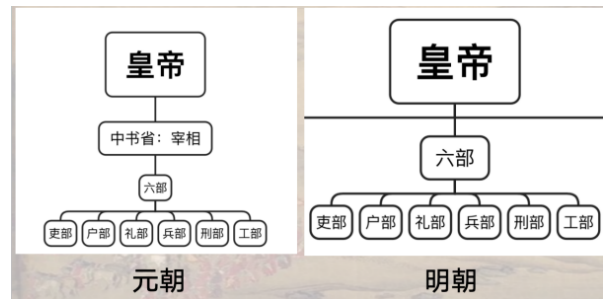 皇帝
中书省：宰相
六部
吏部 户部 礼部 兵部 刑部 工部
元朝
皇帝
六部
吏部 户部 礼部 兵部 刑部 工部
明朝